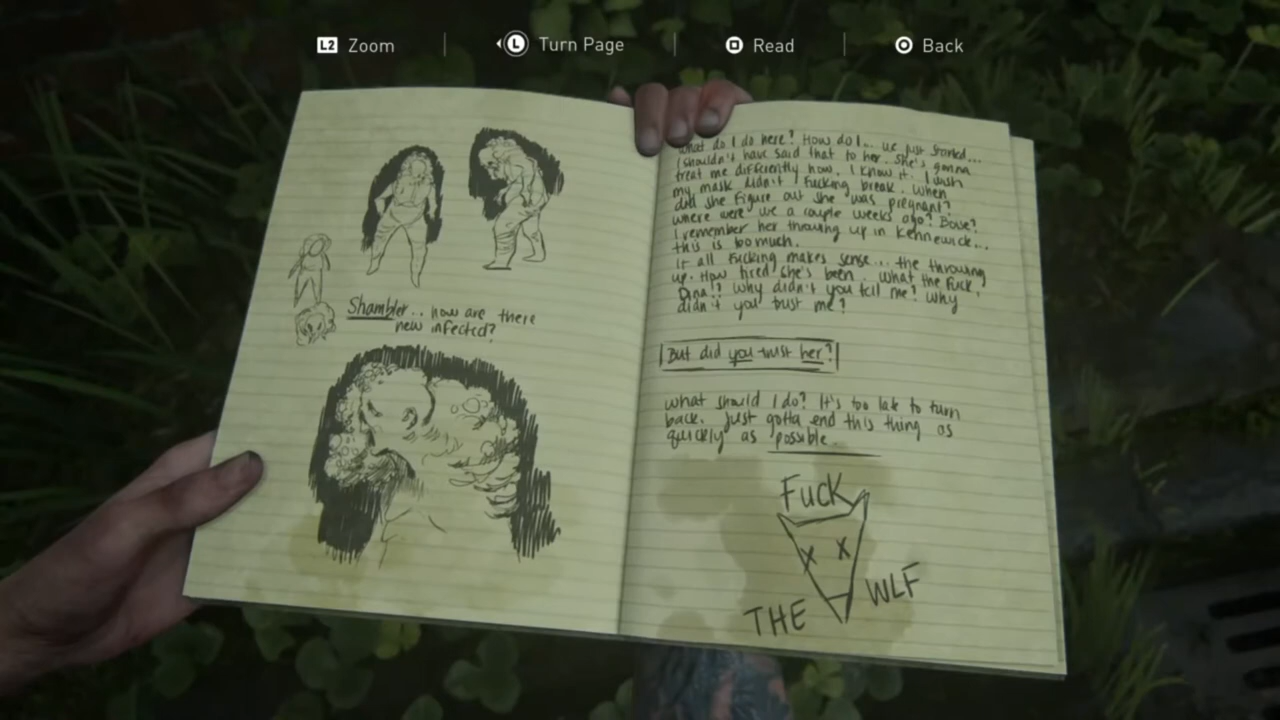 L2 Zoom
L Turn Page
Read
Back
What do I do here? How do I... we just started...
I shouldn't have said that to her. She's gonna
treat me differently now. I know it. I wish
my mask didn't fucking break. When
did she figure out she was pregnant?
where were we a couple weeks ago? Boise?
I remember her throwing up in Kennewick...
this is too much.
it all fucking makes sense... the throwing
up. How tired she's been. What the fuck,
Dina!? Why didn't you tell me? Why
didn't you trust me?
But did you trust her?
what should I do? It's too late to turn
back. Just gotta end this thing as
quickly as possible.
Fuck
THE
WLF
Shambler.. how are there
new infected?